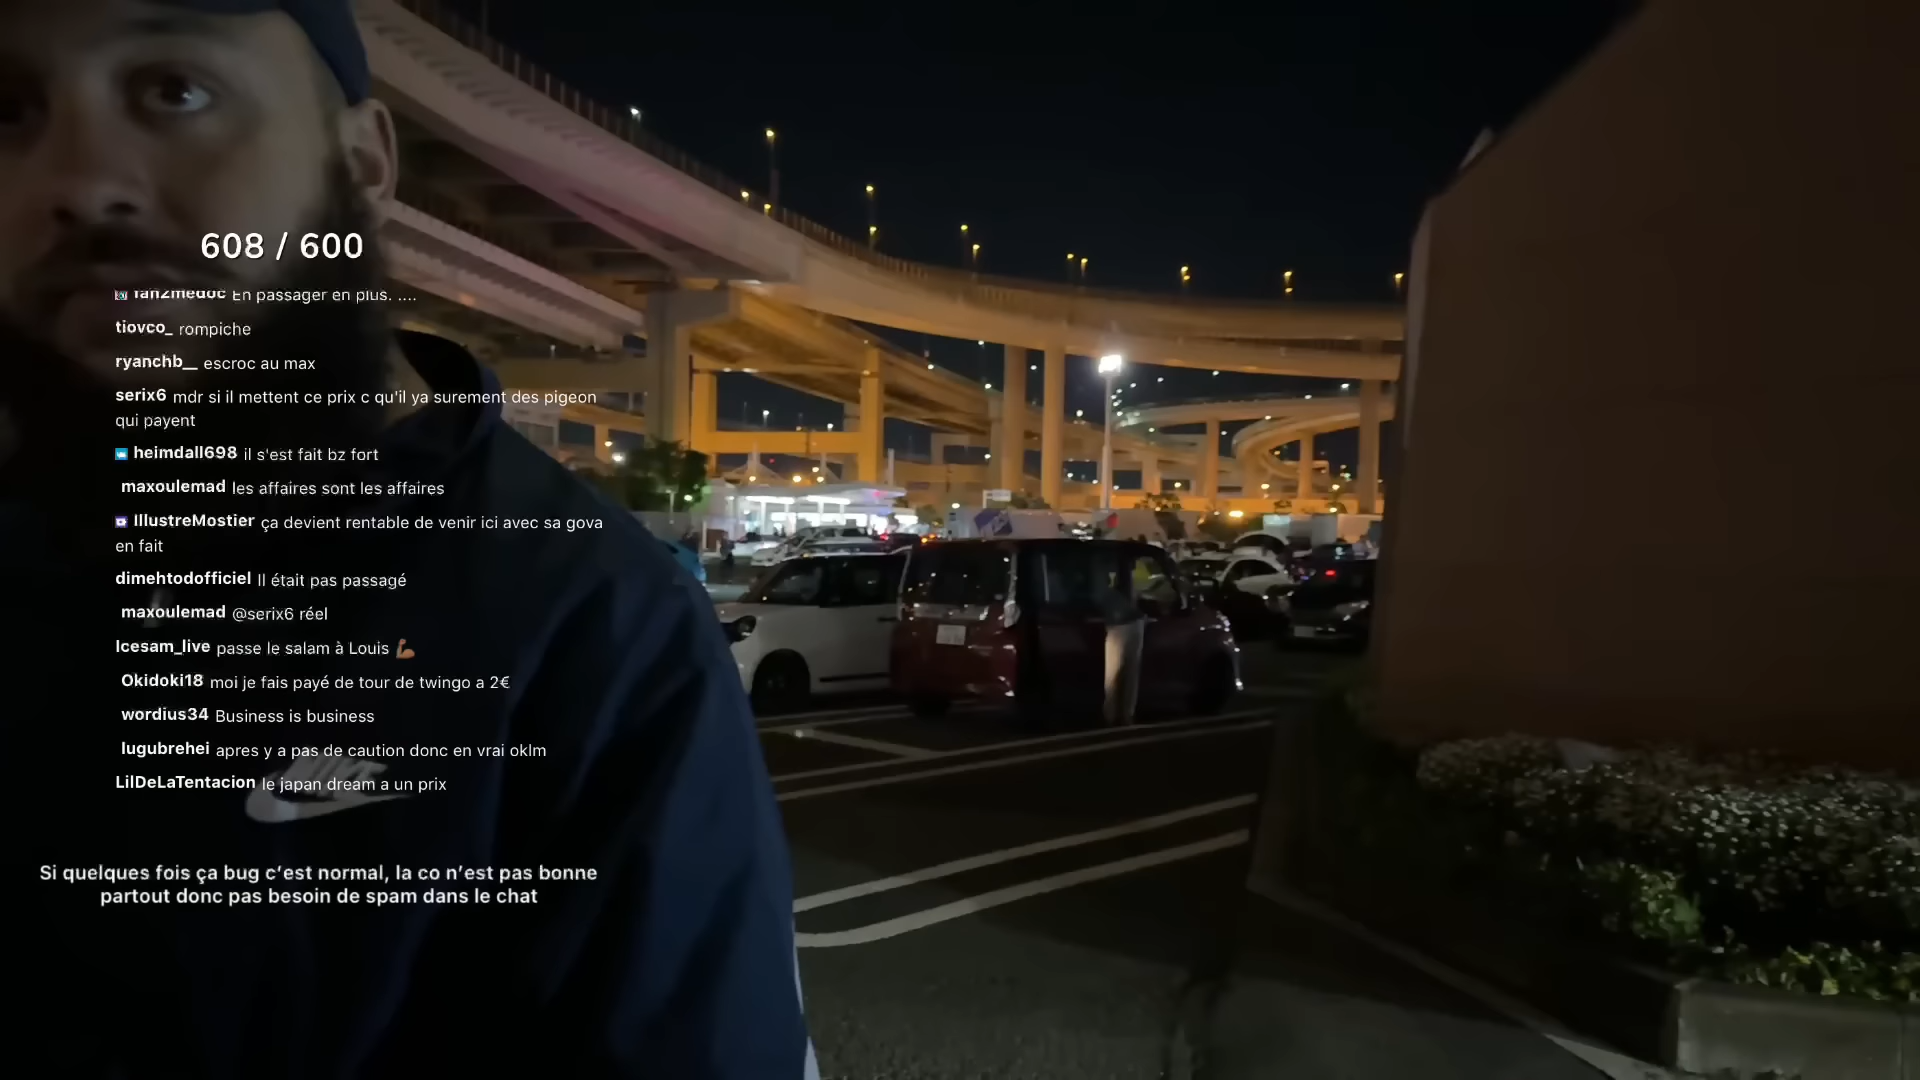 608 / 600
fan2medoc En passager en plus. ....
tiovco_ rompiche
ryanchb__ escroc au max
serix6 mdr si il mettent ce prix c qu'il ya surement des pigeon
qui payent
heimdall698 il s'est fait bz fort
maxoulemad les affaires sont les affaires
IllustreMostier ça devient rentable de venir ici avec sa gova
en fait
dimehtodofficiel Il était pas passagé
maxoulemad @serix6 réel
Icesam_live passe le salam à Louis 💪🏾
Okidoki18 moi je fais payé de tour de twingo a 2€
wordius34 Business is business
lugubrehei apres y a pas de caution donc en vrai oklm
LilDeLaTentacion le japan dream a un prix
Si quelques fois ça bug c’est normal, la co n’est pas bonne
partout donc pas besoin de spam dans le chat